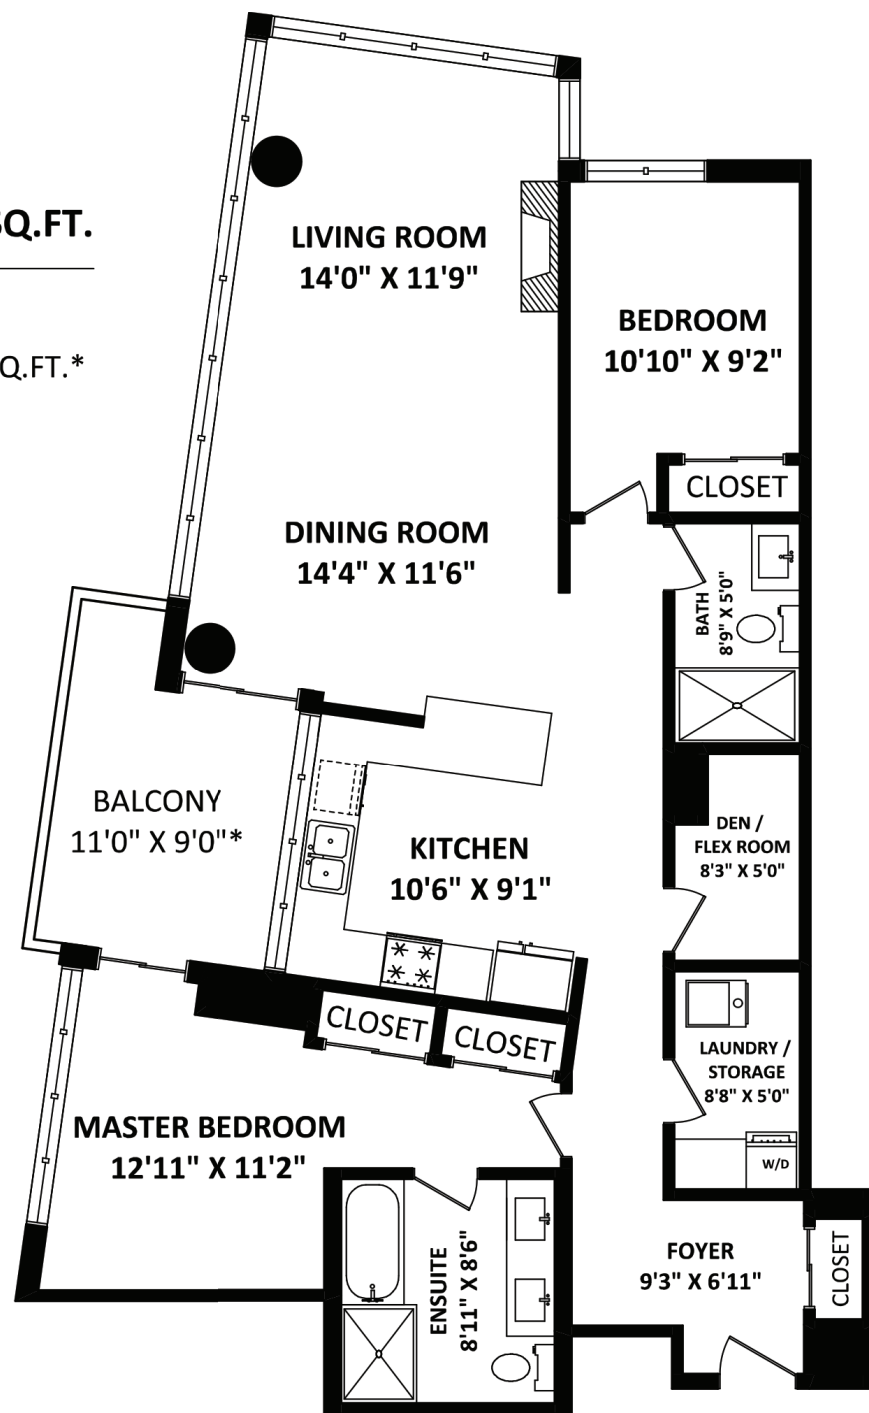 SQ.FT.
Q.FT.*
LIVING ROOM
14'0" X 11'9"
BEDROOM
10'10" X 9'2"
CLOSET
DINING ROOM
14'4" X 11'6"
BATH
8'9" X 5'0"
BALCONY
11'0" X 9'0"*
KITCHEN
10'6" X 9'1"
DEN /
FLEX ROOM
8'3" X 5'0"
CLOSET
CLOSET
LAUNDRY /
STORAGE
8'8" X 5'0"
W/D
MASTER BEDROOM
12'11" X 11'2"
ENSUITE
8'11" X 8'6"
FOYER
9'3" X 6'11"
CLOSET